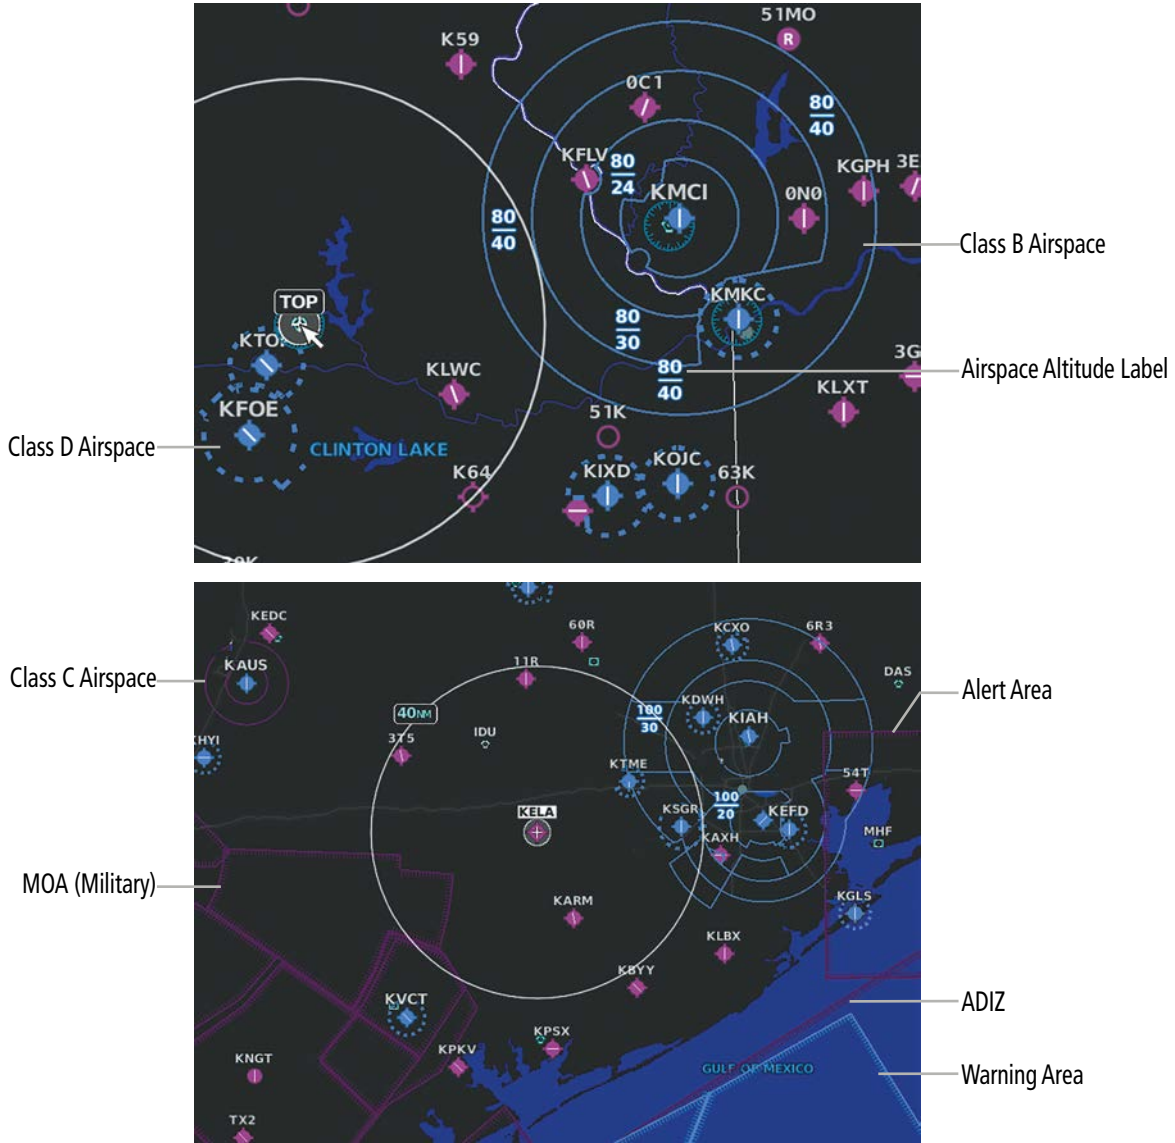 51MO
R
K59
0C1
80
40
KFLV
80
24
KGPH
3E
KMCI
0N0
80
40
Class B Airspace
TOP
KMKC
80
30
KTO
KLWC
80
40
Airspace Altitude Label
3G
KLXT
KFOE
51K
Class D Airspace
CLINTON LAKE
K64
KIXD
KOJC
63K
KEDC
60R
KCXO
6R3
KAUS
11R
Class C Airspace
DAS
Alert Area
KDWH
40NM
100
30
KIAH
3T5
IDU
KHYI
KTME
54T
100
20
KELA
KSGR
KEFD
KAXH
MHF
MOA (Military)
KARM
KGLS
KLBX
KBYY
KVCT
ADIZ
KPSX
KPKV
KNGT
GULF OF MEXICO
Warning Area
TX2